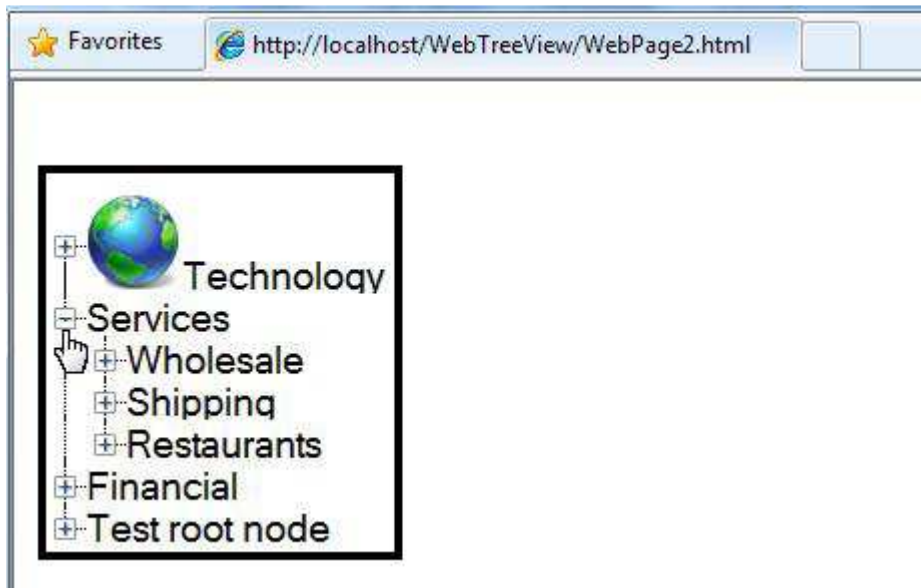 Favorites
http://localhost/WebTreeView/WebPage2.html
Technology
Services
Wholesale
Shipping
Restaurants
Financial
Test root node